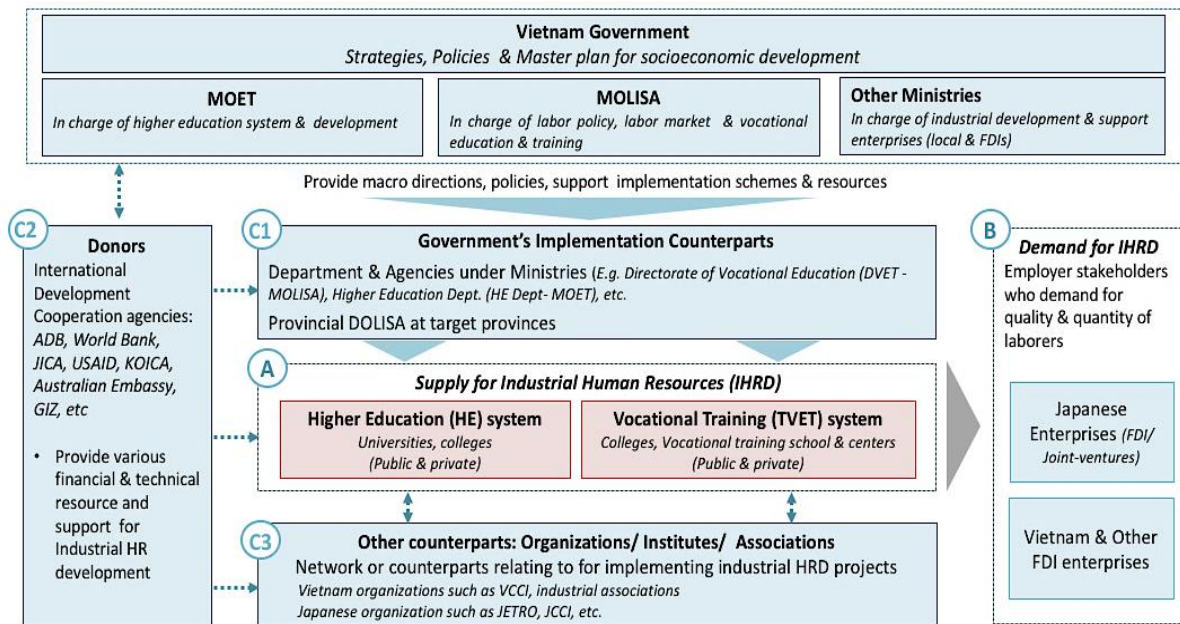 Vietnam Government
Strategies, Policies & Master plan for socioeconomic development
MOET
In charge of higher education system & development
MOLISA
In charge of labor policy, labor market & vocational
education & training
Other Ministries
In charge of industrial development & support
enterprises (local & FDIs)
Provide macro directions, policies, support implementation schemes & resources
C2
Donors
International
Development
Cooperation agencies:
ADB, World Bank,
JICA, USAID, KOICA,
Australian Embassy,
GIZ, etc
• Provide various
financial & technical
resource and
support for
Industrial HR
development
C1
Government's Implementation Counterparts
Department & Agencies under Ministries (E.g. Directorate of Vocational Education (DVET -
MOLISA), Higher Education Dept. (HE Dept- MOET), etc.
Provincial DOLISA at target provinces
A
Supply for Industrial Human Resources (IHRD)
Higher Education (HE) system
Universities, colleges
(Public & private)
Vocational Training (TVET) system
Colleges, Vocational training school & centers
(Public & private)
C3
Other counterparts: Organizations/ Institutes/ Associations
Network or counterparts relating to for implementing industrial HRD projects
Vietnam organizations such as VCCI, industrial associations
Japanese organization such as JETRO, JCCI, etc.
B
Demand for IHRD
Employer stakeholders
who demand for
quality & quantity of
laborers
Japanese
Enterprises (FDI/
Joint-ventures)
Vietnam & Other
FDI enterprises